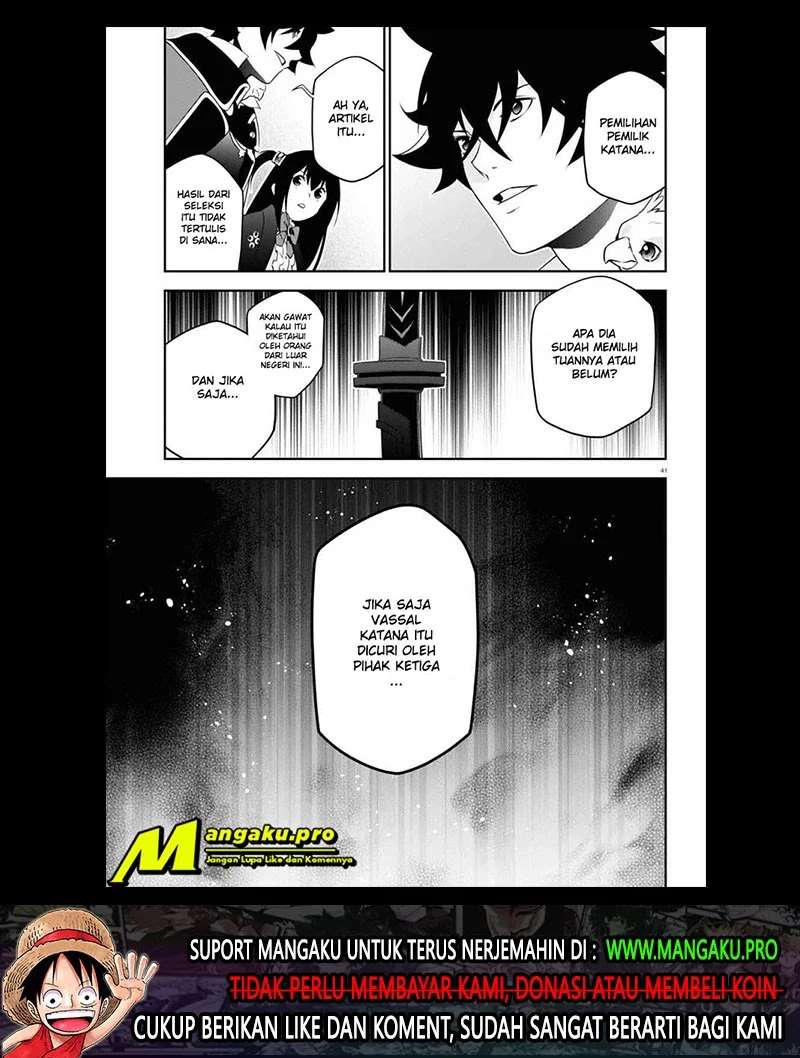 PEMILIHAN
PEMILIK
KATANA...
AH YA,
ARTIKEL
ITU...
HASIL DARI
SELEKSI
ITU TIDAK
TERTULIS
DI SANA...
APA DIA
SUDAH MEMILIH
TUANNYA ATAU
BELUM?
AKAN GAWAT
KALAU ITU
DIKETAHUI
OLEH ORANG
DARI LUAR
NEGERI INI...
DAN JIKA
SAJA...
41
JIKA SAJA
VASSAL
KATANA ITU
DICURI OLEH
PIHAK KETIGA
...
Mangaku.pro
Jangan Lupa Like dan Komennya
SUPORT MANGAKU UNTUK TERUS NERJEMAHIN DI : WWW.MANGAKU.PRO
TIDAK PERLU MEMBAYAR KAMI, DONASI ATAU MEMBELI KOIN
CUKUP BERIKAN LIKE DAN KOMENT, SUDAH SANGAT BERARTI BAGI KAMI